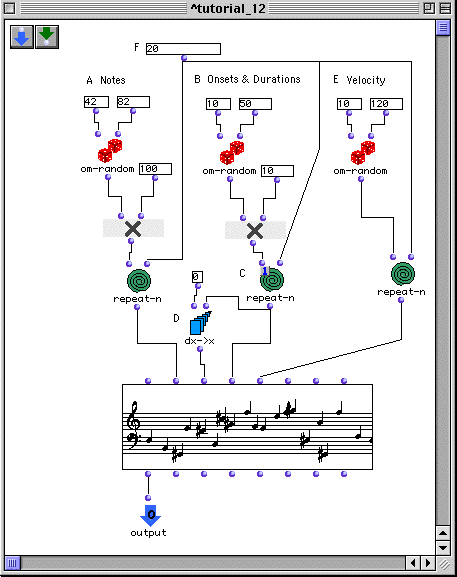 ^tutorial_12
F 20
A Notes B Onsets & Durations E Velocity
42 82 10 50 10 120
om-random 100 om-random 10 om-random
0 C 1
repeat-n repeat-n repeat-n
D
dx->x
0
output